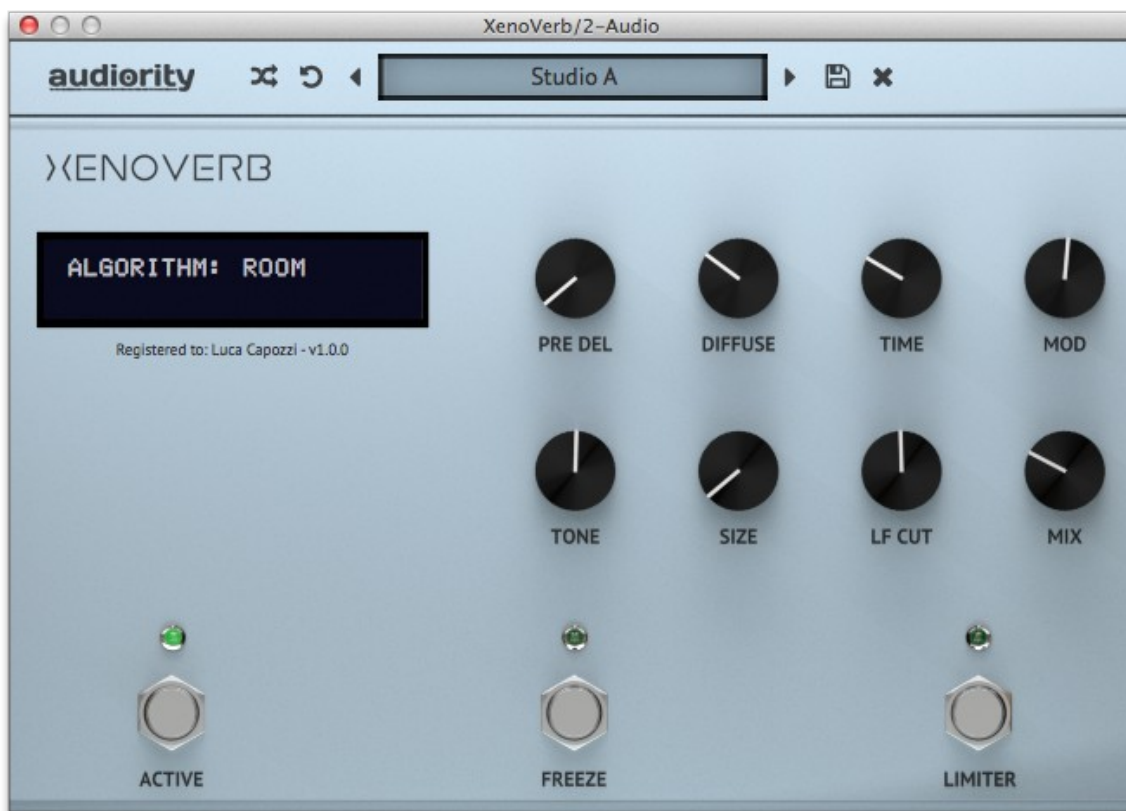 XenoVerb/2-Audio
audiority
Studio A
XENOVERB
ALGORITHM: ROOM
Registered to: Luca Capozzi - v1.0.0
PRE DEL DIFFUSE TIME MOD
TONE SIZE LF CUT MIX
ACTIVE FREEZE LIMITER